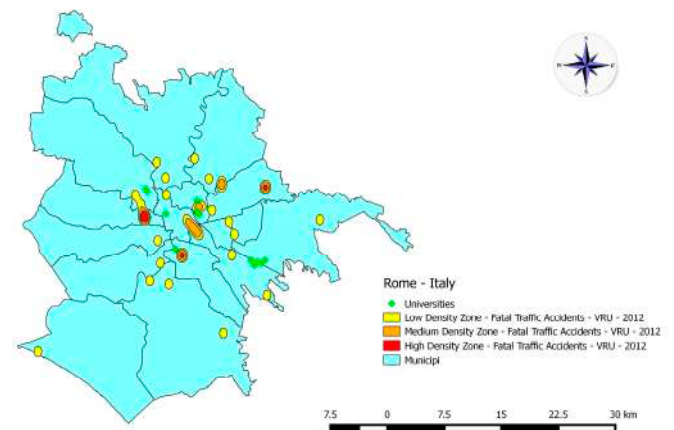 Rome - Italy
Universities
Low Density Zone - Fatal Traffic Accidents - VRU - 2012
Medium Density Zone - Fatal Traffic Accidents - VRU - 2012
High Density Zone - Fatal Traffic Accidents - VRU - 2012
Municipi
7.5 0 7.5 15 22.5 30 km